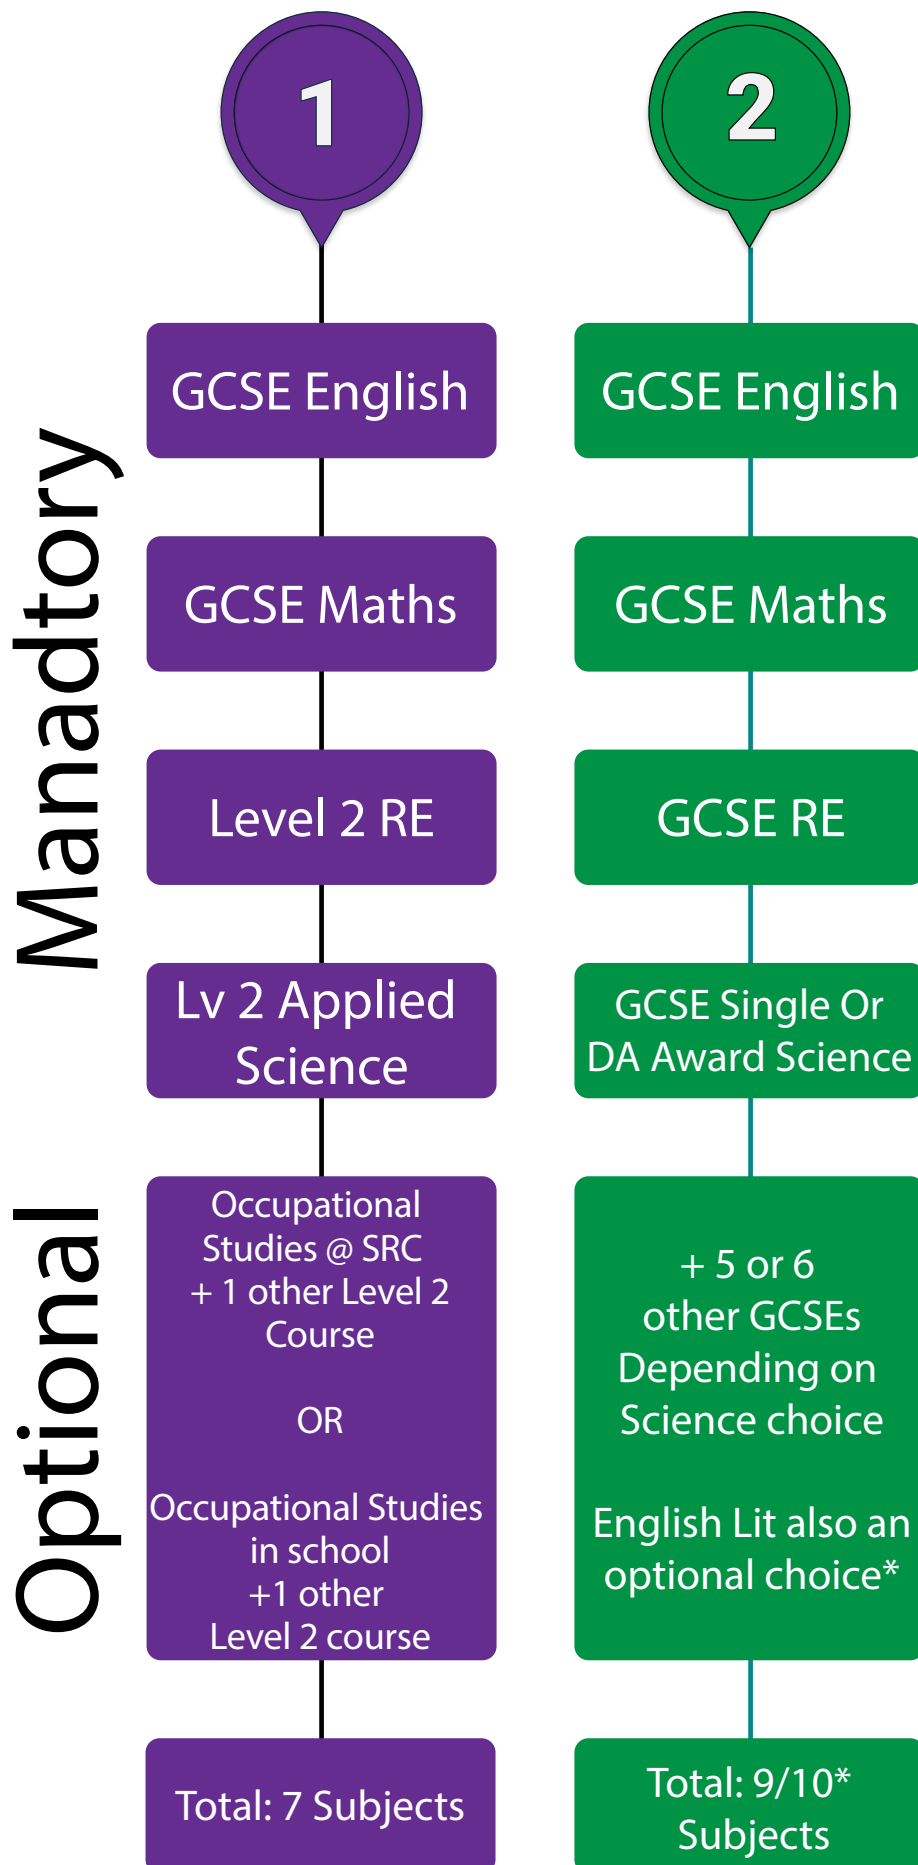 1
GCSE English
GCSE Maths
Level 2 RE
Lv 2 Applied
Science
Occupational
Studies @ SRC
+ 1 other Level 2
Course
OR
Occupational Studies
in school
+1 other
Level 2 course
Total: 7 Subjects
2
GCSE English
GCSE Maths
GCSE RE
GCSE Single Or
DA Award Science
+ 5 or 6
other GCSEs
Depending on
Science choice
English Lit also an
optional choice*
Total: 9/10*
Subjects
Manadtory
Optional